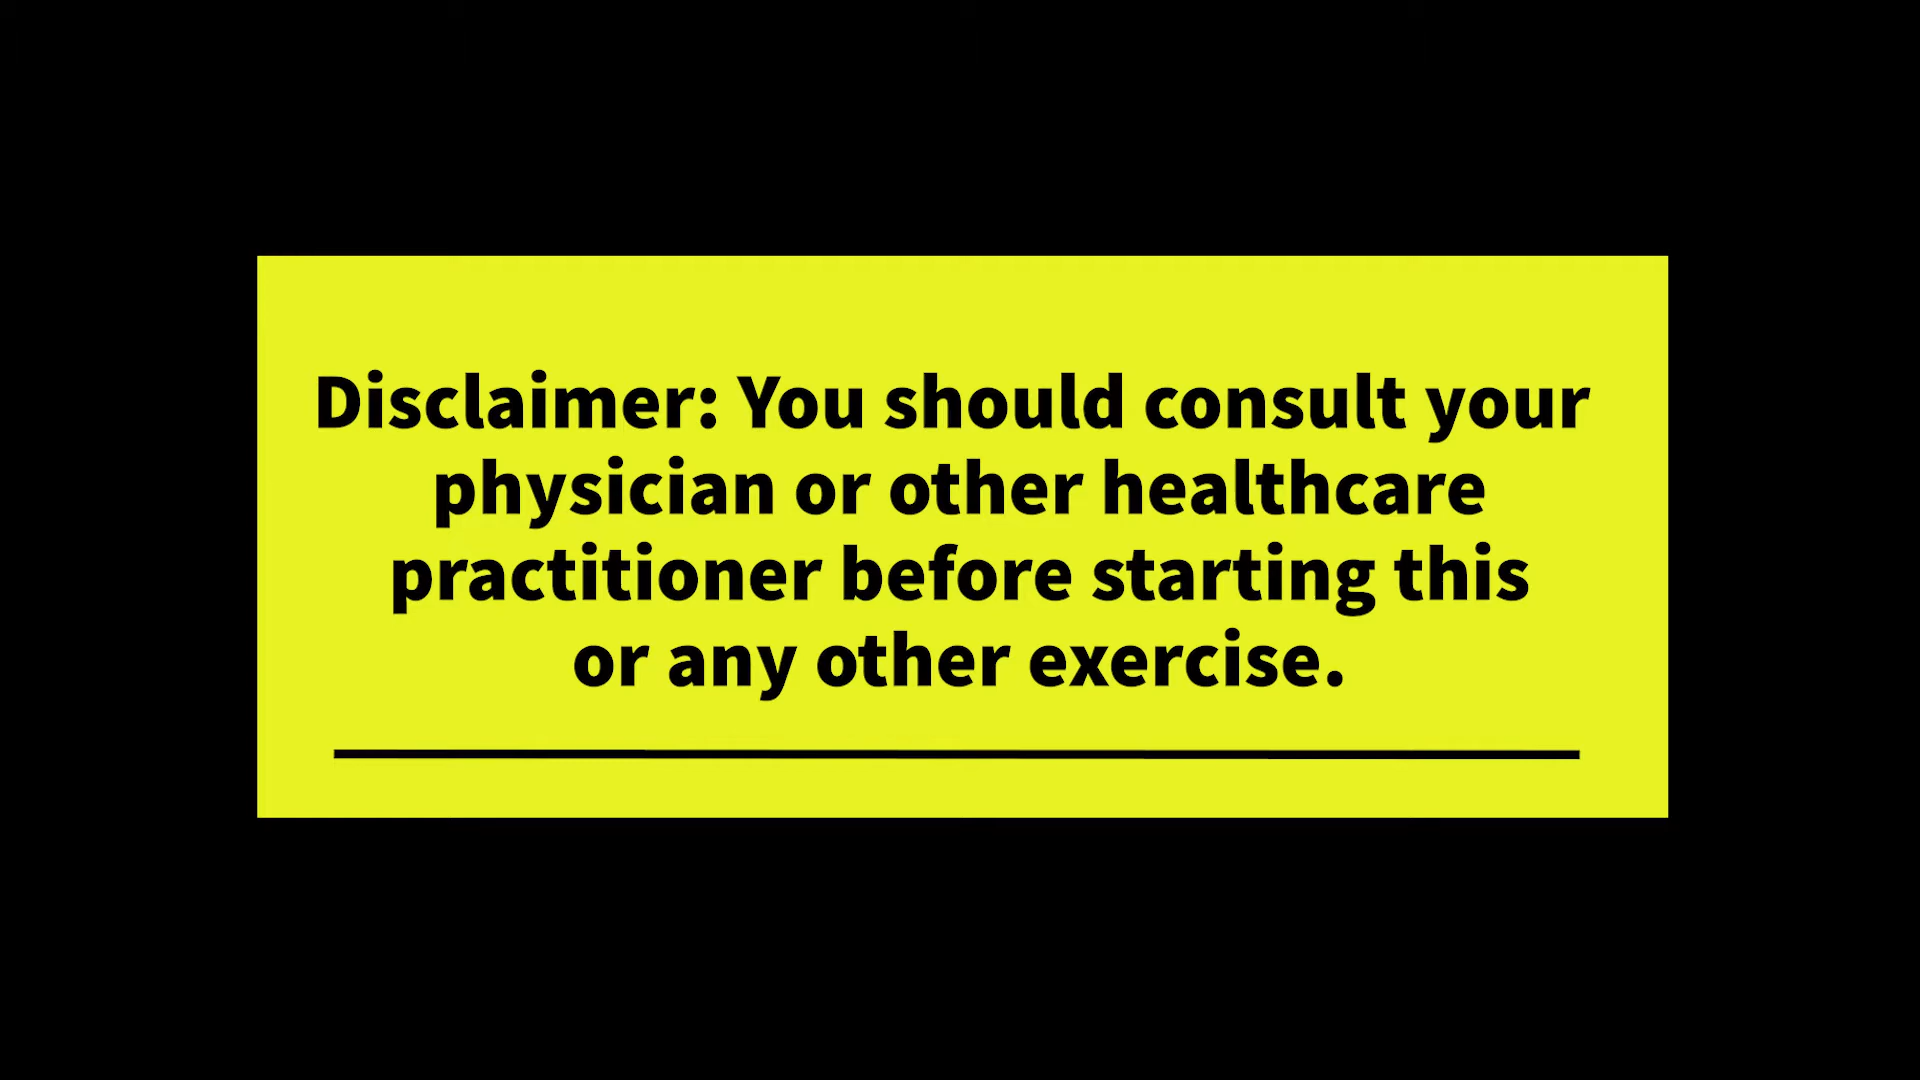 Disclaimer: You should consult your
physician or other healthcare
practitioner before starting this
or any other exercise.